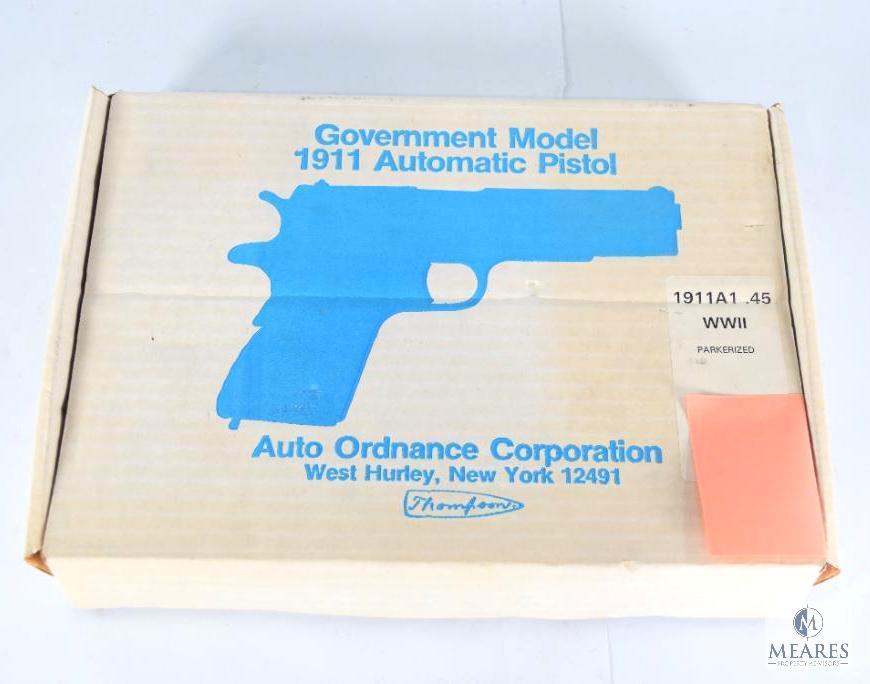 Government Model
1911 Automatic Pistol
1911A1 .45
WWII
PARKERIZED
Auto Ordnance Corporation
West Hurley, New York 12491
Thompson
M
MEARES
PROPERTY ADVISORS